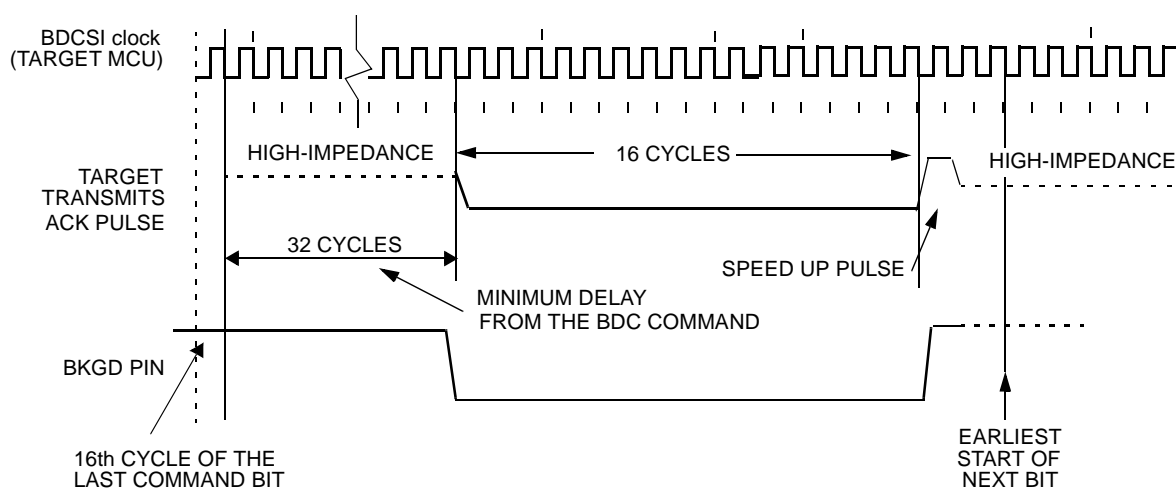 BDCSI clock
(TARGET MCU)
HIGH-IMPEDANCE
16 CYCLES
HIGH-IMPEDANCE
TARGET
TRANSMITS
ACK PULSE
32 CYCLES
SPEED UP PULSE
MINIMUM DELAY
FROM THE BDC COMMAND
BKGD PIN
16th CYCLE OF THE
LAST COMMAND BIT
EARLIEST
START OF
NEXT BIT